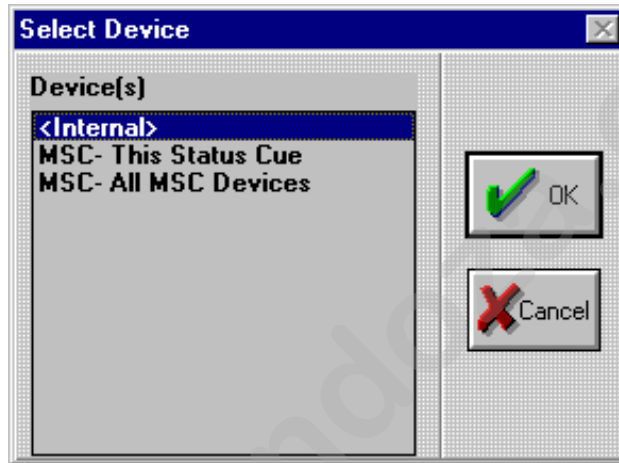 Select Device
Device(s)
<Internal>
MSC- This Status Cue
MSC- All MSC Devices
OK
Cancel